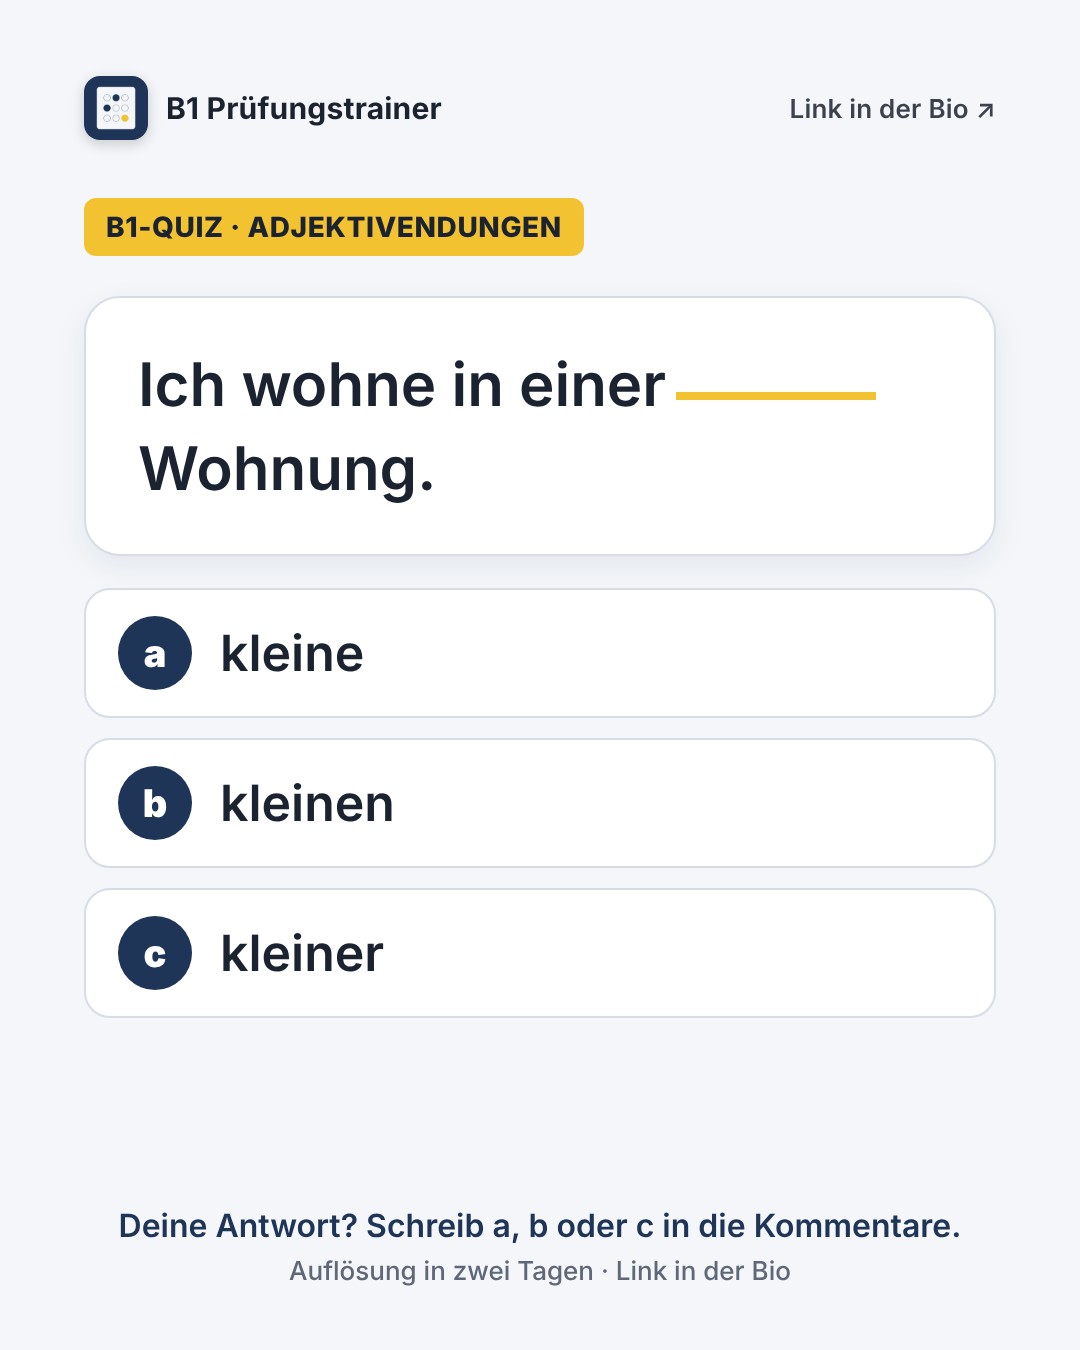 B1 Prüfungstrainer
Link in der Bio ↗
B1-QUIZ · ADJEKTIVENDUNGEN
Ich wohne in einer ______
Wohnung.
a kleine
b kleinen
c kleiner
Deine Antwort? Schreib a, b oder c in die Kommentare.
Auflösung in zwei Tagen · Link in der Bio